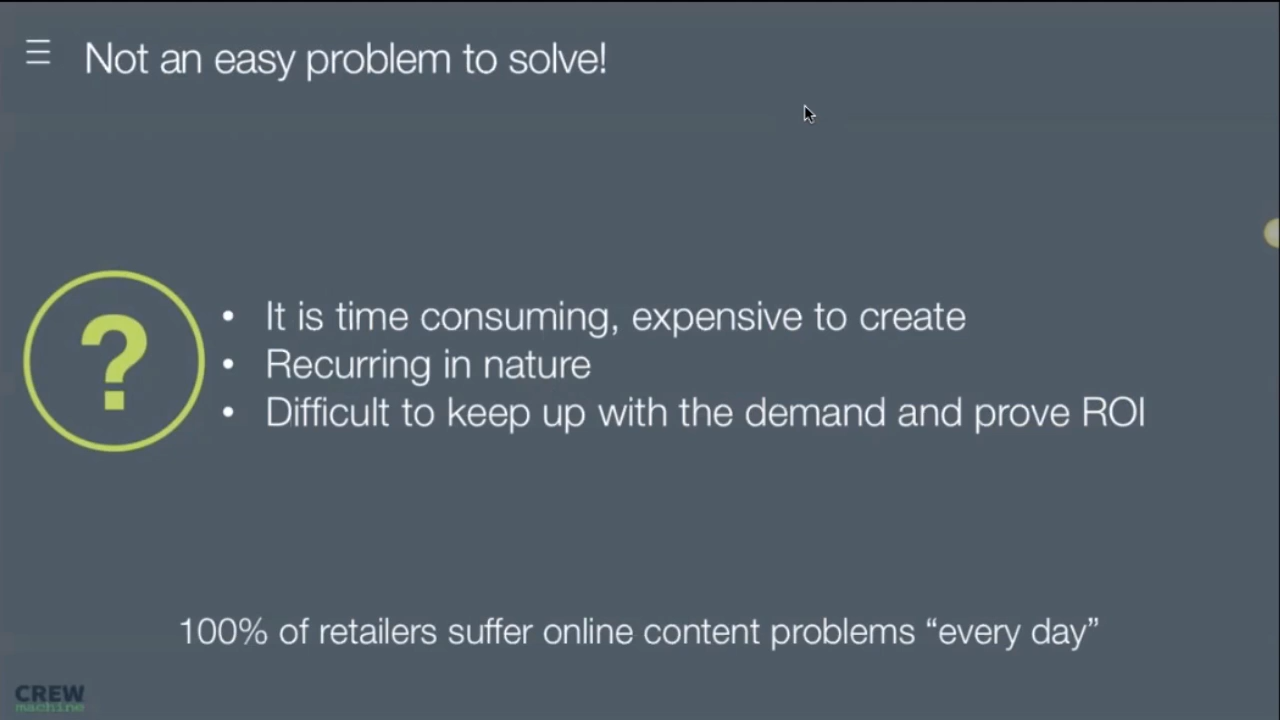 Not an easy problem to solve!
?
• It is time consuming, expensive to create
• Recurring in nature
• Difficult to keep up with the demand and prove ROI
100% of retailers suffer online content problems “every day”
CREW
machine